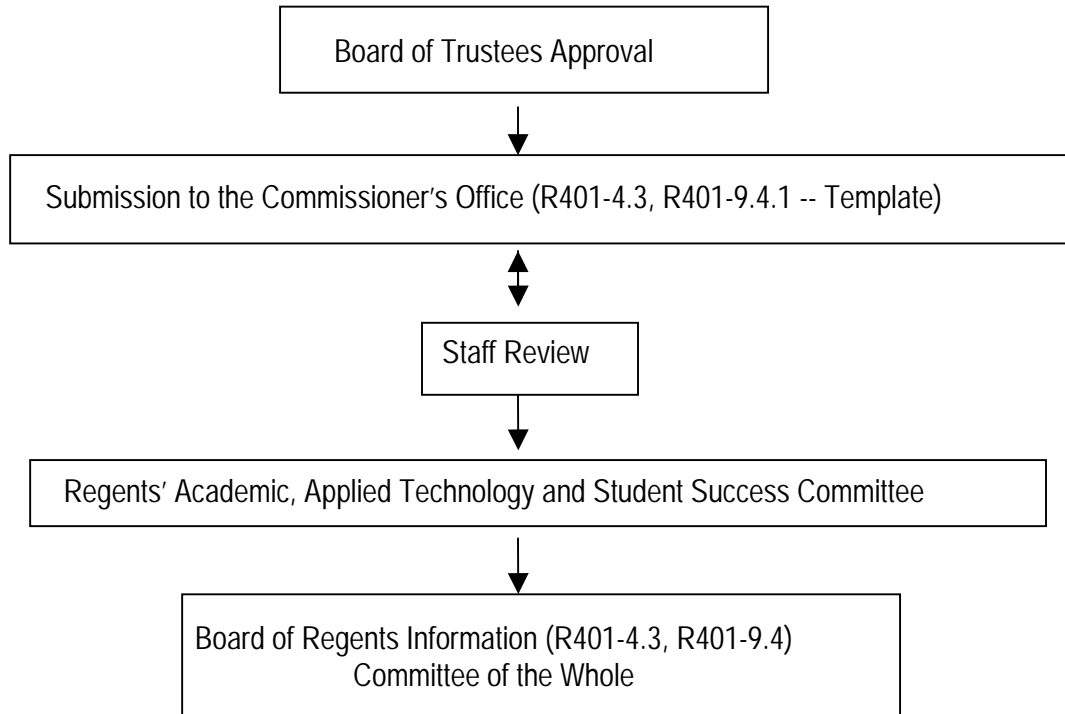 Board of Trustees Approval
Submission to the Commissioner’s Office (R401-4.3, R401-9.4.1 -- Template)
Staff Review
Regents’ Academic, Applied Technology and Student Success Committee
Board of Regents Information (R401-4.3, R401-9.4)
Committee of the Whole